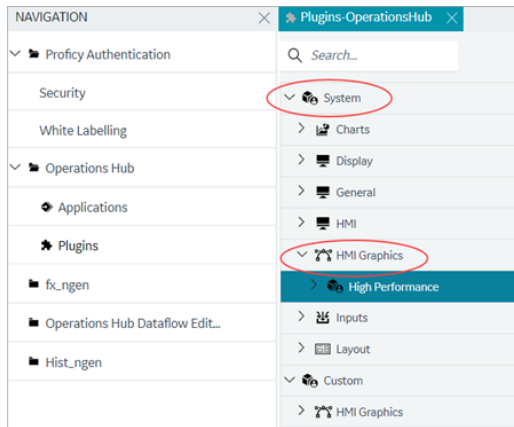 NAVIGATION
Proficy Authentication
Security
White Labelling
Operations Hub
Applications
Plugins
fx_ngen
Operations Hub Dataflow Edit...
Hist_ngen
Plugins-OperationsHub
Search...
System
Charts
Display
General
HMI
HMI Graphics
High Performance
Inputs
Layout
Custom
HMI Graphics